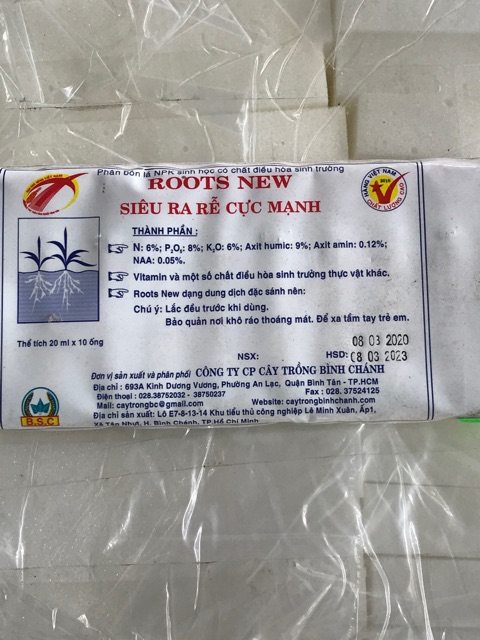 Phân bón lá NPK sinh học có chất điều hòa sinh trưởng
ROOTS NEW
SIÊU RA RỄ CỰC MẠNH
HÀNG VIỆT NAM
2019
CHẤT LƯỢNG CAO
THÀNH PHẦN :
N: 6%; P₂O₅: 8%; K₂O: 6%; Axit humic: 9%; Axit amin: 0.12%;
NAA: 0.05%.
Vitamin và một số chất điều hòa sinh trưởng thực vật khác.
Roots New dạng dung dịch đặc sánh nên:
Chú ý: Lắc đều trước khi dùng.
Bảo quản nơi khô ráo thoáng mát. Để xa tầm tay trẻ em.
Thể tích 20 ml x 10 ống
NSX: 08 03 2020
HSD: 08 03 2023
Đơn vị sản xuất và phân phối CÔNG TY CP CÂY TRỒNG BÌNH CHÁNH
Địa chỉ : 693A Kinh Dương Vương, Phường An Lạc, Quận Bình Tân - TP.HCM
Điện thoại : 028.38752032 - 38750237 Fax : 028. 37524125
Mail: caytrongbc@gmail.com Website: caytrongbinhchanh.com
Địa chỉ sản xuất: Lô E7-8-13-14 Khu tiểu thủ công nghiệp Lê Minh Xuân, Ấp1,
Xã Tân Nhựt, H. Bình Chánh, TP.Hồ Chí Minh
B.S.C